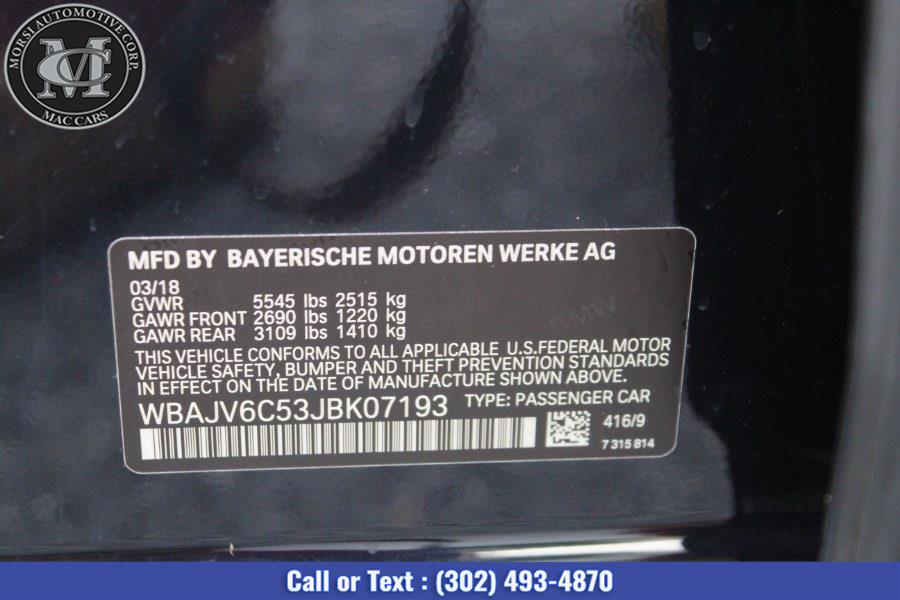 MORSI AUTOMOTIVE CORP.
MC
MAC CARS
MFD BY BAYERISCHE MOTOREN WERKE AG
03/18
GVWR 5545 lbs 2515 kg
GAWR FRONT 2690 lbs 1220 kg
GAWR REAR 3109 lbs 1410 kg
THIS VEHICLE CONFORMS TO ALL APPLICABLE U.S.FEDERAL MOTOR
VEHICLE SAFETY, BUMPER AND THEFT PREVENTION STANDARDS
IN EFFECT ON THE DATE OF MANUFACTURE SHOWN ABOVE.
WBAJV6C53JBK07193 TYPE: PASSENGER CAR
416/9
7315814
Call or Text : (302) 493-4870